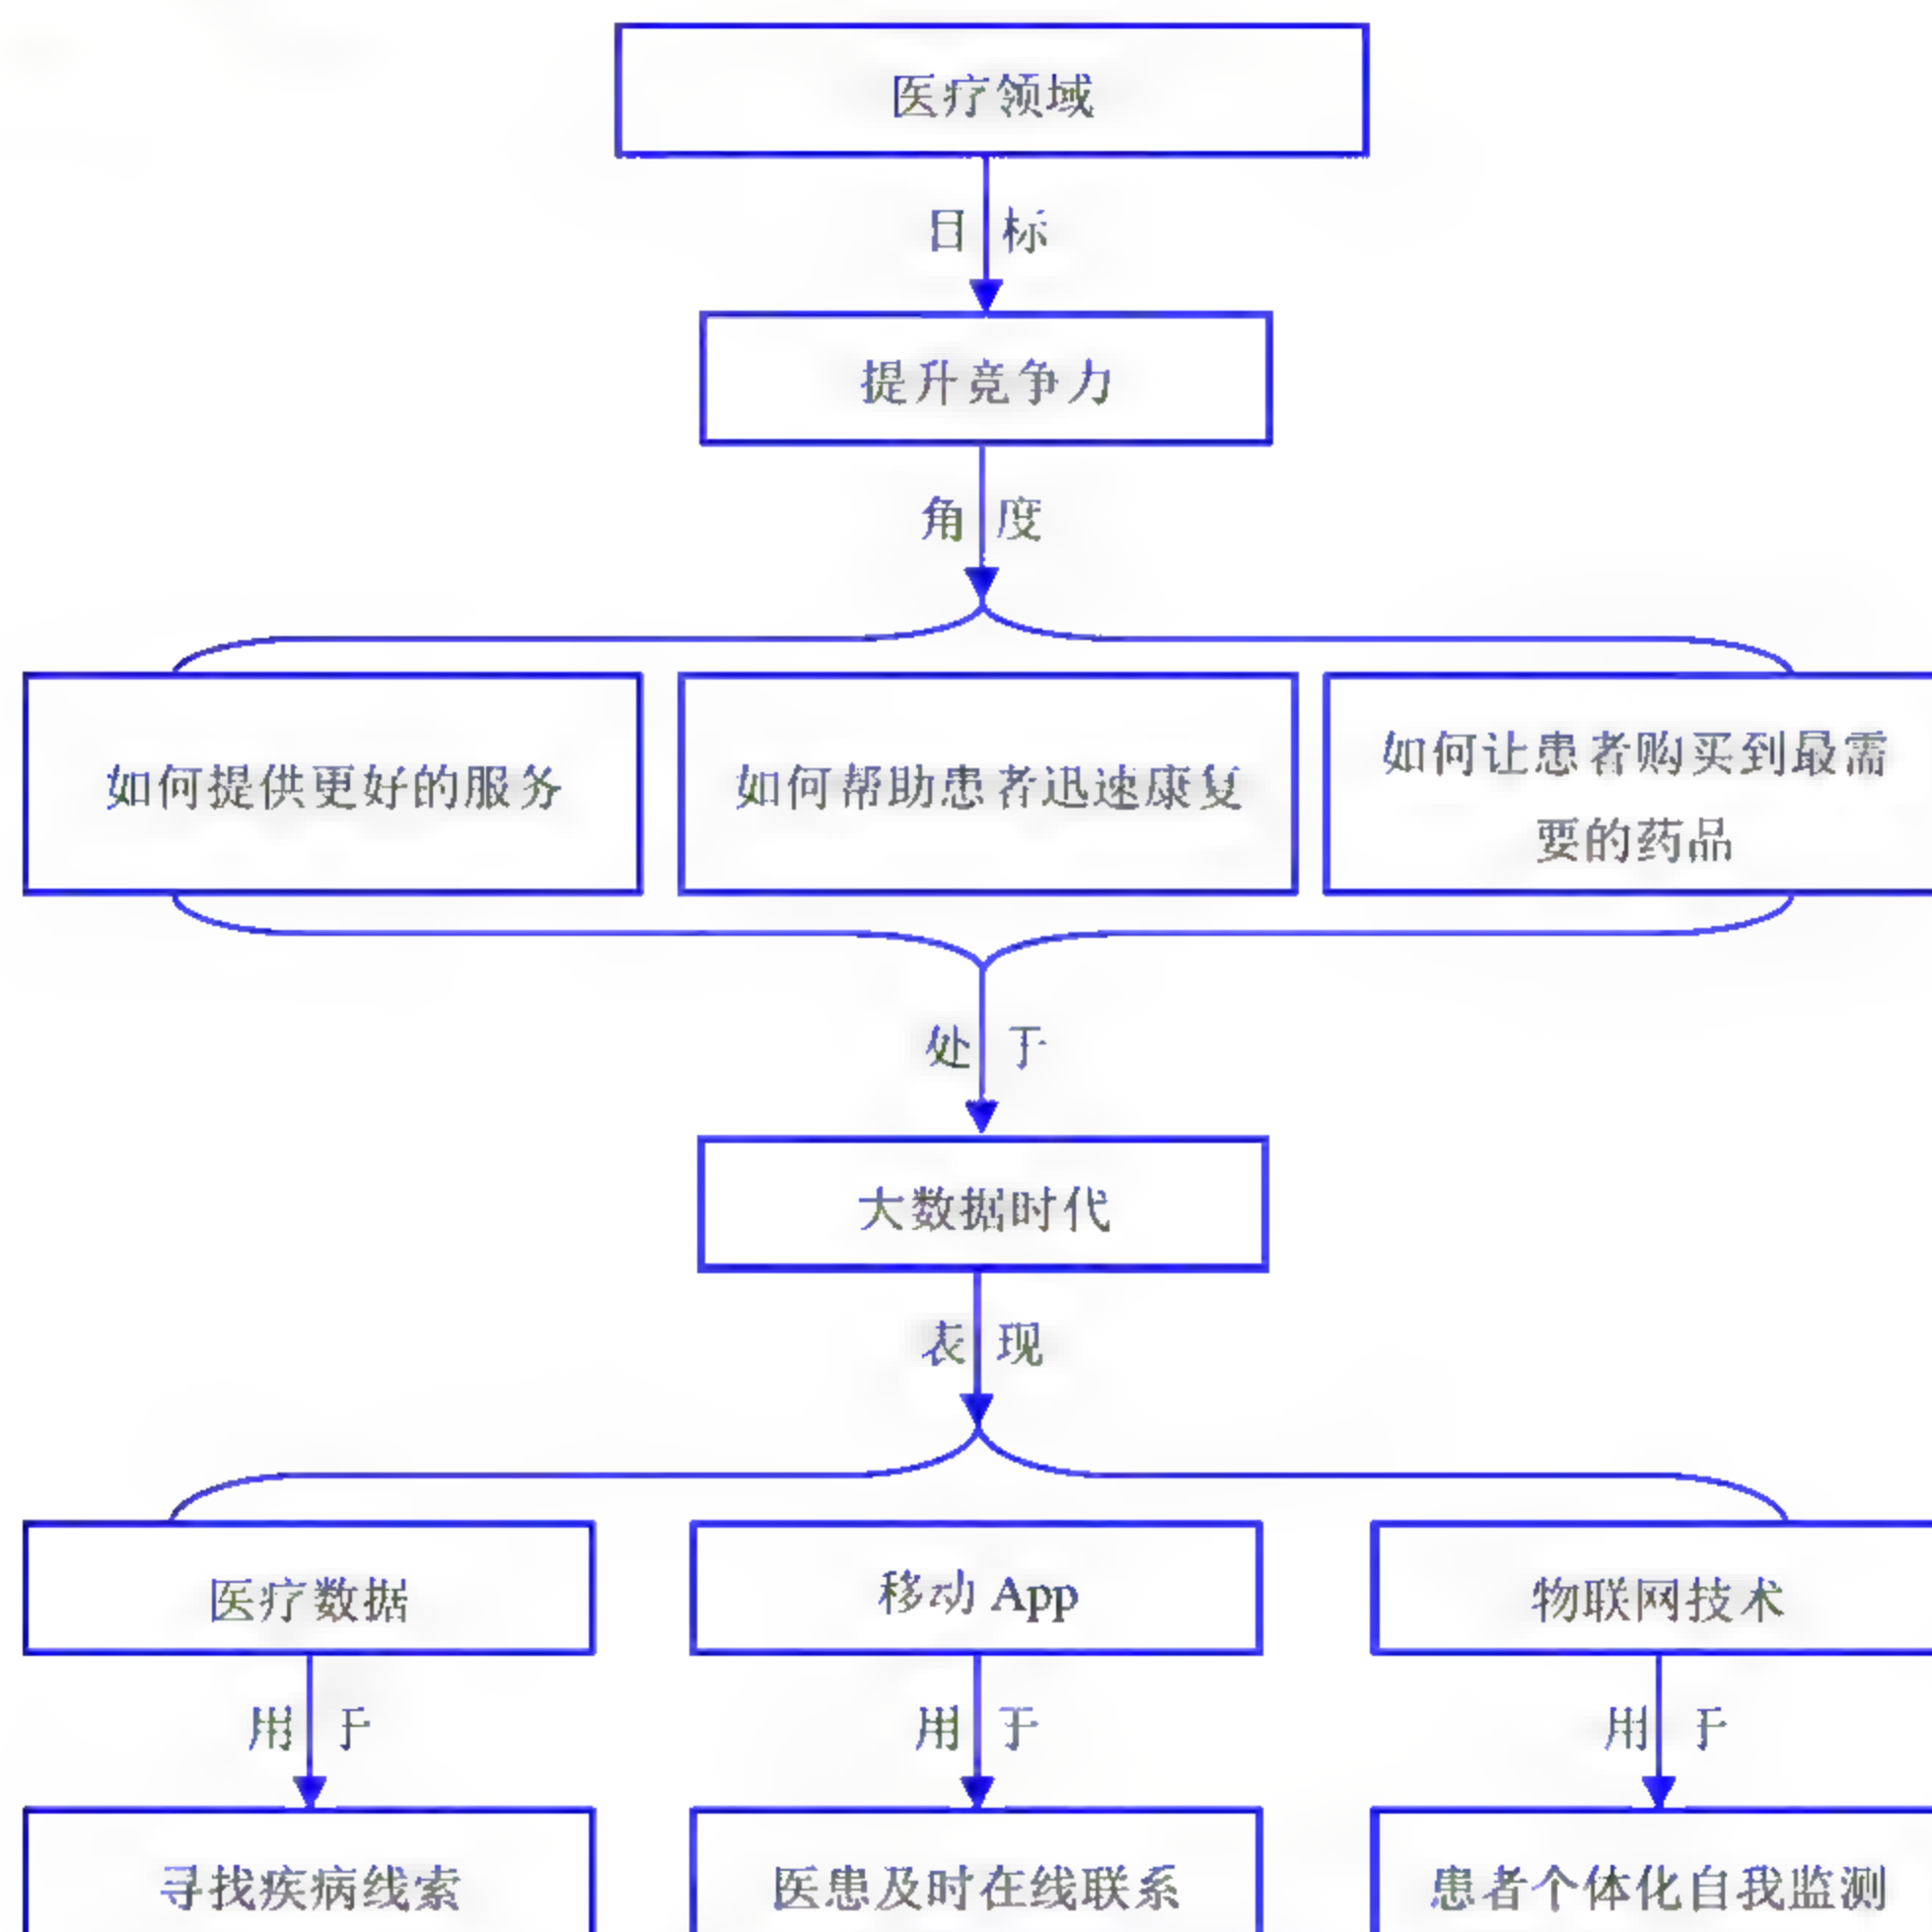 医疗领域
目标
提升竞争力
角度
如何提供更好的服务
如何帮助患者迅速康复
如何让患者购买到最需
要的药品
处于
大数据时代
表现
医疗数据
移动 App
物联网技术
用于
用于
用于
寻找疾病线索
医患及时在线联系
患者个体化自我监测